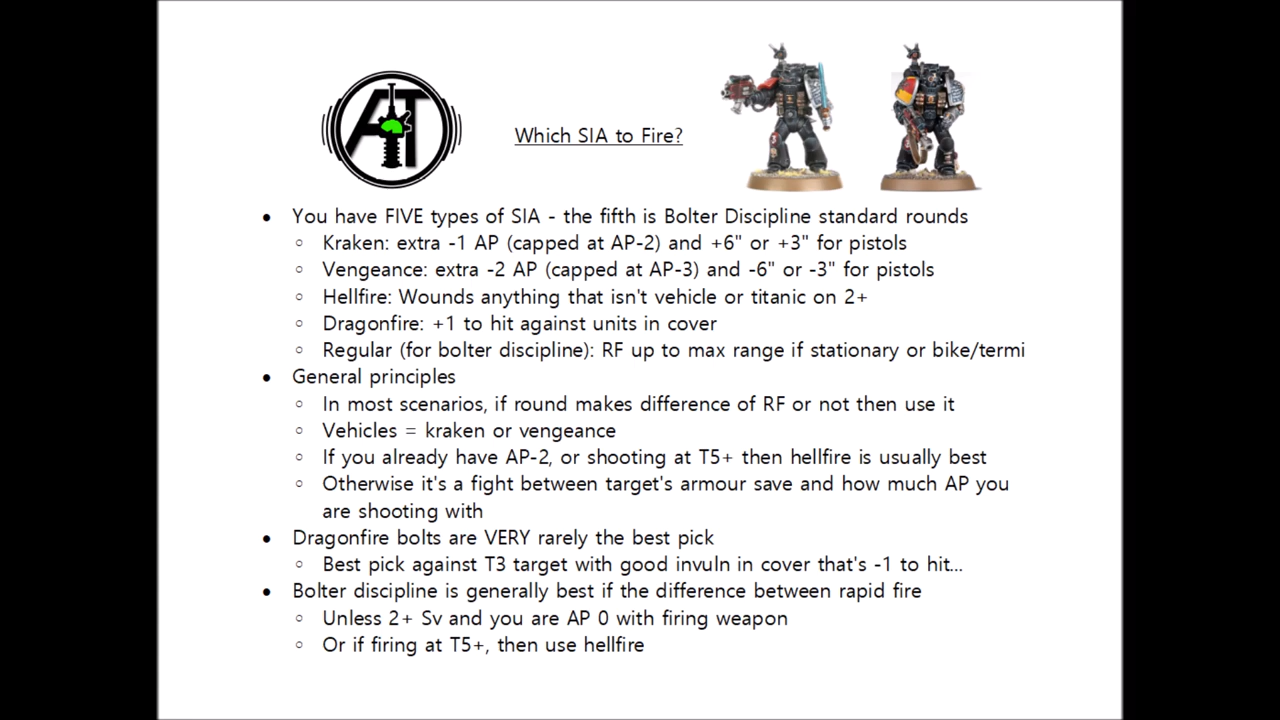 AT
Which SIA to Fire?
• You have FIVE types of SIA - the fifth is Bolter Discipline standard rounds
◦ Kraken: extra -1 AP (capped at AP-2) and +6" or +3" for pistols
◦ Vengeance: extra -2 AP (capped at AP-3) and -6" or -3" for pistols
◦ Hellfire: Wounds anything that isn't vehicle or titanic on 2+
◦ Dragonfire: +1 to hit against units in cover
◦ Regular (for bolter discipline): RF up to max range if stationary or bike/termi
• General principles
◦ In most scenarios, if round makes difference of RF or not then use it
◦ Vehicles = kraken or vengeance
◦ If you already have AP-2, or shooting at T5+ then hellfire is usually best
◦ Otherwise it's a fight between target's armour save and how much AP you
are shooting with
• Dragonfire bolts are VERY rarely the best pick
◦ Best pick against T3 target with good invuln in cover that's -1 to hit...
• Bolter discipline is generally best if the difference between rapid fire
◦ Unless 2+ Sv and you are AP 0 with firing weapon
◦ Or if firing at T5+, then use hellfire